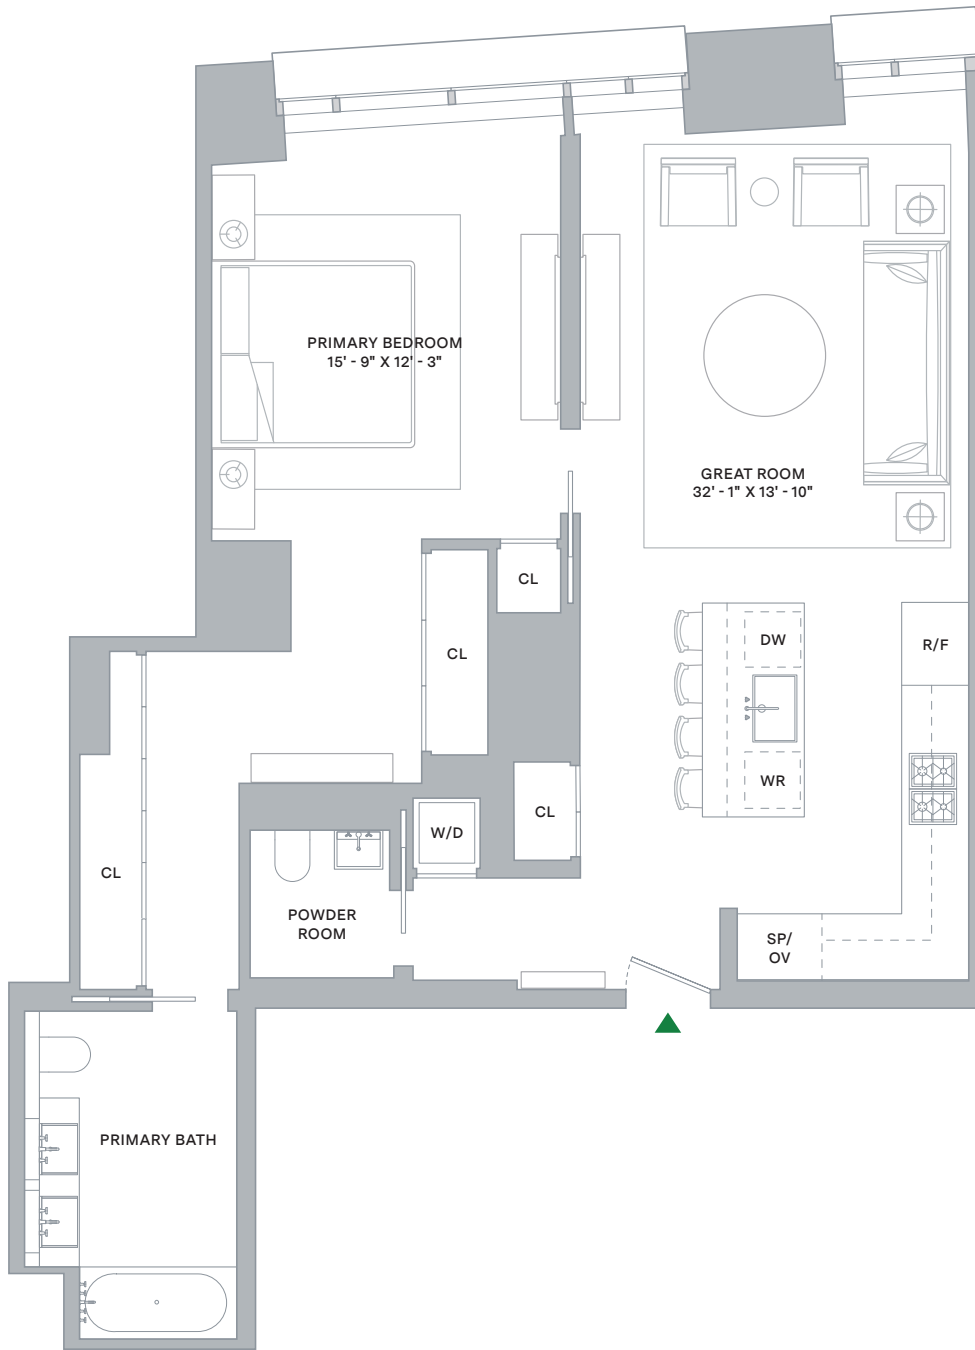 PRIMARY BEDROOM
15' - 9" X 12' - 3"
GREAT ROOM
32' - 1" X 13' - 10"
CL
CL
DW
R/F
WR
CL
W/D
CL
POWDER
ROOM
SP/
OV
PRIMARY BATH